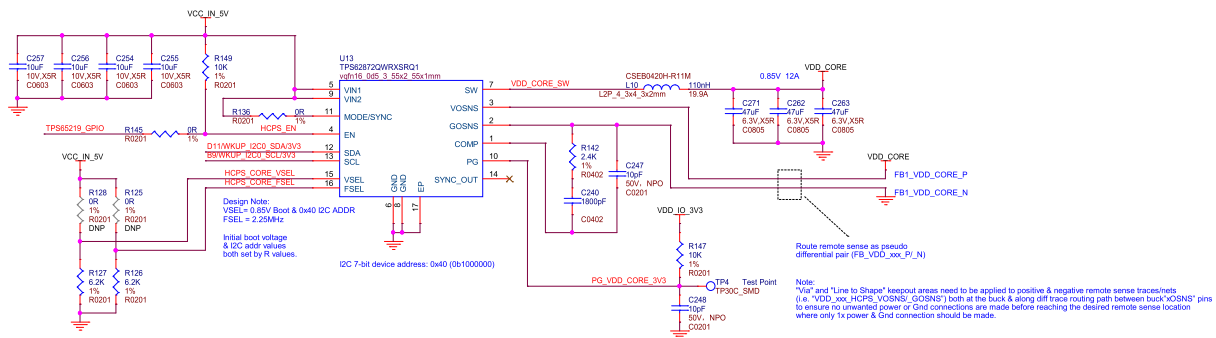 VCC_IN_5V
C257
10uF
10V,X5R
C0603
C256
10uF
10V,X5R
C0603
C254
10uF
10V,X5R
C0603
C255
10uF
10V,X5R
C0603
R149
10K
1%
R0201
R136
R0201
0R
1%
TPS65219_GPIO
R145
R0201
0R
1%
HCPS_EN
D11/WKUP_I2C0_SDA/3V3
B9/WKUP_I2C0_SCL/3V3
HCPS_CORE_VSEL
HCPS_CORE_FSEL
VCC_IN_5V
R128
0R
1%
R0201
DNP
R125
0R
1%
R0201
DNP
R127
6.2K
1%
R0201
R126
6.2K
1%
R0201
Design Note:
VSEL= 0.85V Boot & 0x40 I2C ADDR
FSEL = 2.25MHz
Initial boot voltage
& I2C addr values
both set by R values.
U13
TPS62872QWRXSRQ1
vqfn16_0d5_3_55x2_55x1mm
5
VIN1
9
VIN2
11
MODE/SYNC
4
EN
12
SDA
13
SCL
15
VSEL
16
FSEL
SW
7
VOSNS
3
GOSNS
2
COMP
1
PG
10
SYNC_OUT
14
GND
GND
EP
6
8
17
I2C 7-bit device address: 0x40 (0b1000000)
VDD_CORE_SW
CSEB0420H-R11M
L10
110nH
L2P_4_3x4_3x2mm
19.9A
0.85V 12A
VDD_CORE
C271
47uF
6.3V,X5R
C0805
C262
47uF
6.3V,X5R
C0805
C263
47uF
6.3V,X5R
C0805
R142
2.4K
1%
R0402
C240
1800pF
C0402
C247
10pF
50V，NPO
C0201
VDD_CORE
FB1_VDD_CORE_P
FB1_VDD_CORE_N
VDD_IO_3V3
R147
10K
1%
R0201
PG_VDD_CORE_3V3
TP4
Test Point
TP30C_SMD
C248
10pF
50V，NPO
C0201
Route remote sense as pseudo
differential pair (FB_VDD_xxx_P/_N)
Note:
"Via" and "Line to Shape" keepout areas need to be applied to positive & negative remote sense traces/nets
(i.e. "VDD_xxx_HCPS_VOSNS/_GOSNS") both at the buck & along diff trace routing path between buck"xOSNS" pins
to ensure no unwanted power or Gnd connections are made before reaching the desired remote sense location
where only 1x power & Gnd connection should be made.